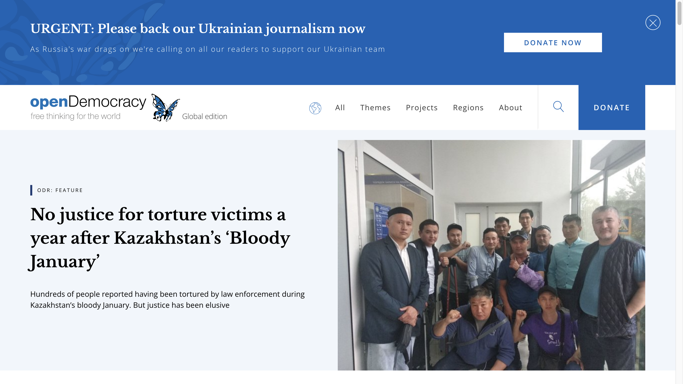 URGENT: Please back our Ukrainian journalism now
As Russia's war drags on we're calling on all our readers to support our Ukrainian team
DONATE NOW
openDemocracy
free thinking for the world
Global edition
All
Themes
Projects
Regions
About
DONATE
ODR: FEATURE
No justice for torture victims a
year after Kazakhstan’s ‘Bloody
January’
Hundreds of people reported having been tortured by law enforcement during
Kazakhstan’s bloody January. But justice has been elusive